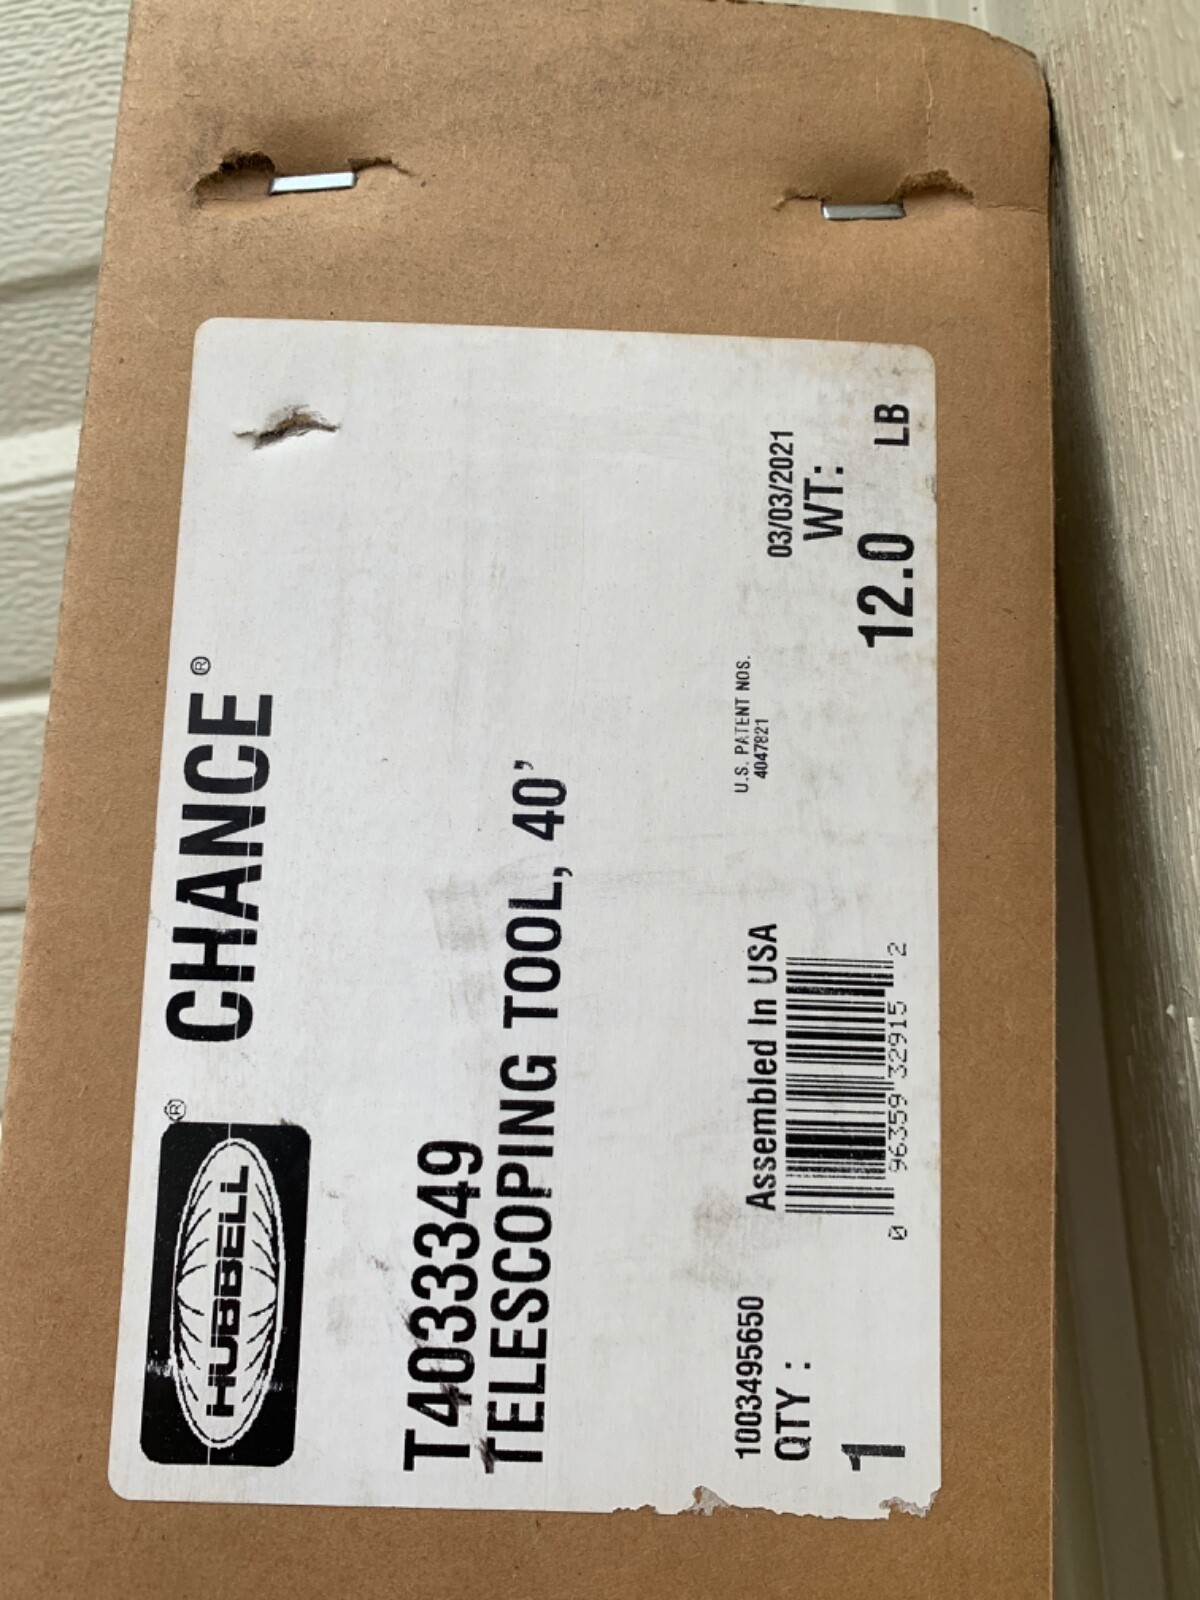 HUBBELL® CHANCE®
T4033349
TELESCOPING TOOL, 40’
1003495650
QTY :
1
Assembled In USA
0 96359 32915 2
U.S. PATENT NOS.
4047821
03/03/2021
WT:
12.0 LB